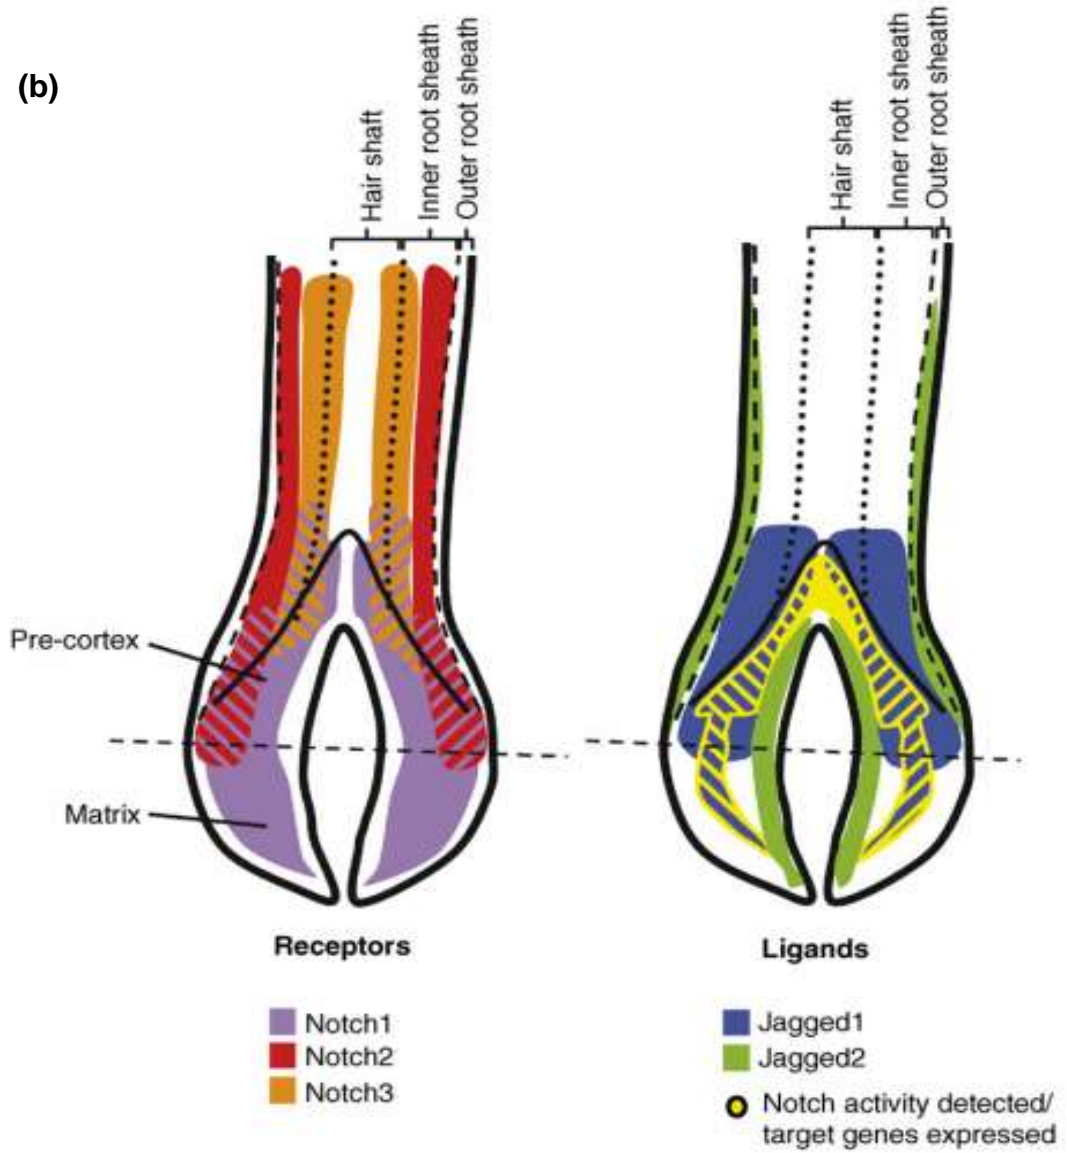 (b)
Hair shaft
Inner root sheath
Outer root sheath
Hair shaft
Inner root sheath
Outer root sheath
Pre-cortex
Matrix
Receptors
Ligands
Notch1
Notch2
Notch3
Jagged1
Jagged2
Notch activity detected/
target genes expressed